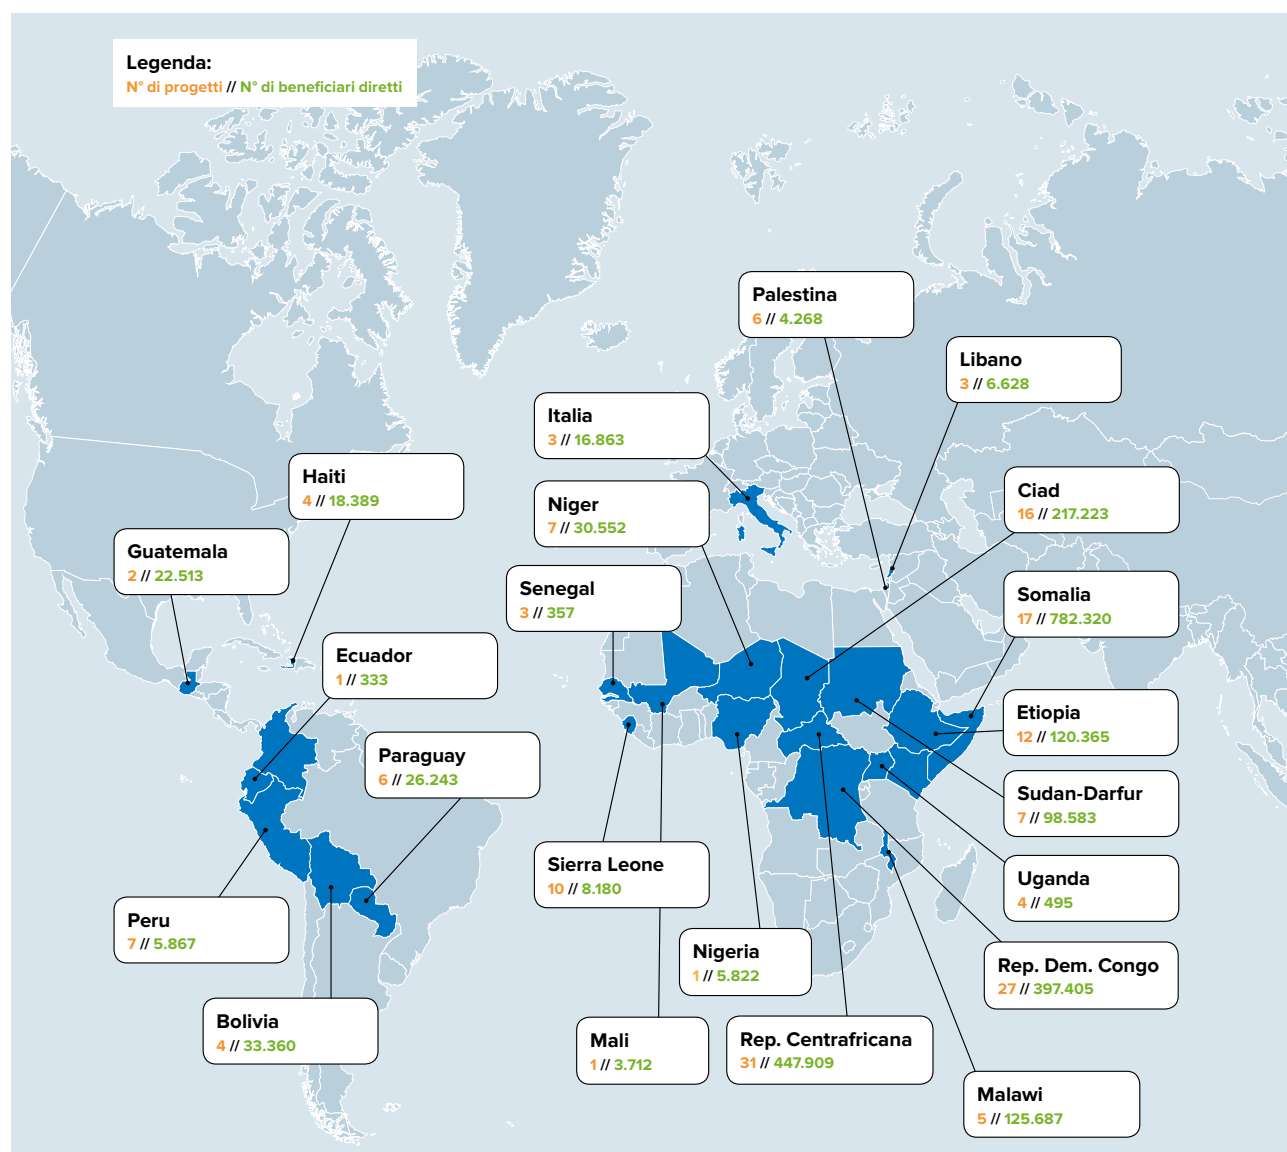 Legenda:
N° di progetti // N° di beneficiari diretti
Palestina
6 // 4.268
Libano
3 // 6.628
Italia
3 // 16.863
Haiti
4 // 18.389
Niger
7 // 30.552
Ciad
16 // 217.223
Guatemala
2 // 22.513
Senegal
3 // 357
Somalia
17 // 782.320
Ecuador
1 // 333
Etiopia
12 // 120.365
Paraguay
6 // 26.243
Sudan-Darfur
7 // 98.583
Sierra Leone
10 // 8.180
Uganda
4 // 495
Peru
7 // 5.867
Nigeria
1 // 5.822
Rep. Dem. Congo
27 // 397.405
Bolivia
4 // 33.360
Mali
1 // 3.712
Rep. Centrafricana
31 // 447.909
Malawi
5 // 125.687